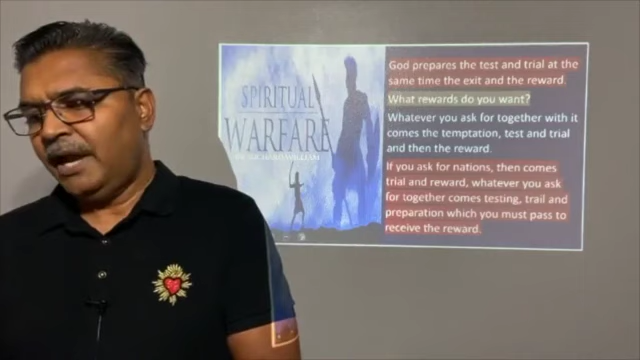 SPIRITUAL
WARFARE
God prepares the test and trial at the
same time the exit and the reward.
What rewards do you want?
Whatever you ask for together with it
comes the temptation, test and trial
and then the reward.
If you ask for nations, then comes
trial and reward, whatever you ask
for together comes testing, trail and
preparation which you must pass to
receive the reward.